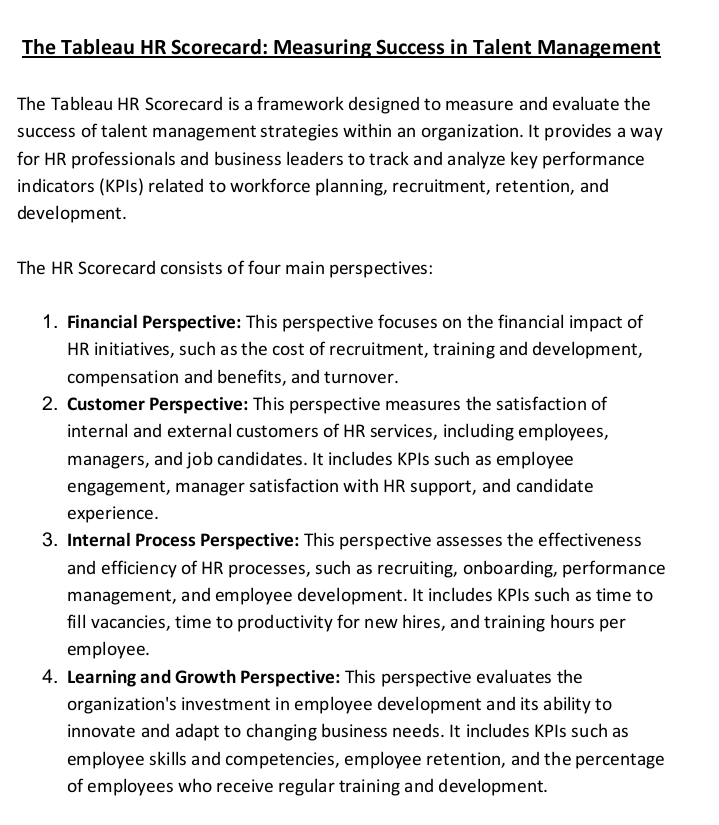 The Tableau HR Scorecard: Measuring Success in Talent Management
The Tableau HR Scorecard is a framework designed to measure and evaluate the
success of talent management strategies within an organization. It provides a way
for HR professionals and business leaders to track and analyze key performance
indicators (KPIs) related to workforce planning, recruitment, retention, and
development.
The HR Scorecard consists of four main perspectives:
1. Financial Perspective: This perspective focuses on the financial impact of
HR initiatives, such as the cost of recruitment, training and development,
compensation and benefits, and turnover.
2. Customer Perspective: This perspective measures the satisfaction of
internal and external customers of HR services, including employees,
managers, and job candidates. It includes KPIs such as employee
engagement, manager satisfaction with HR support, and candidate
experience.
3. Internal Process Perspective: This perspective assesses the effectiveness
and efficiency of HR processes, such as recruiting, onboarding, performance
management, and employee development. It includes KPIs such as time to
fill vacancies, time to productivity for new hires, and training hours per
employee.
4. Learning and Growth Perspective: This perspective evaluates the
organization's investment in employee development and its ability to
innovate and adapt to changing business needs. It includes KPIs such as
employee skills and competencies, employee retention, and the percentage
of employees who receive regular training and development.